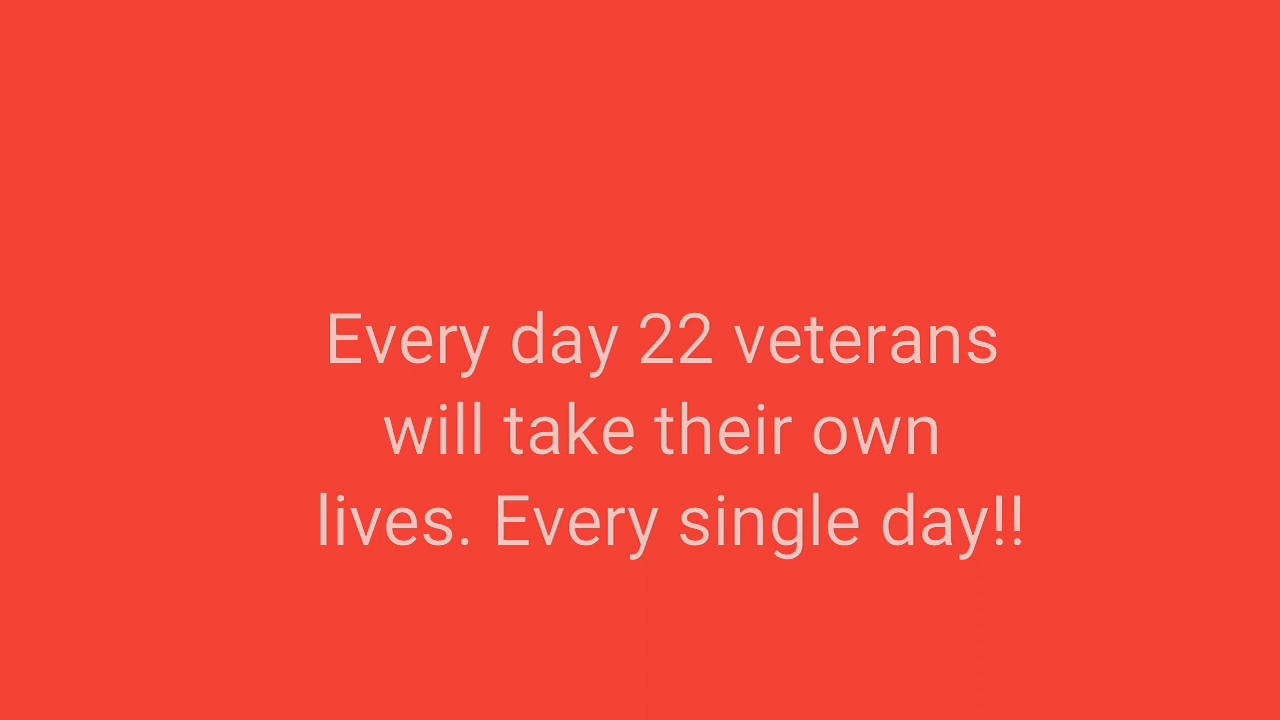 Every day 22 veterans
will take their own
lives. Every single day!!